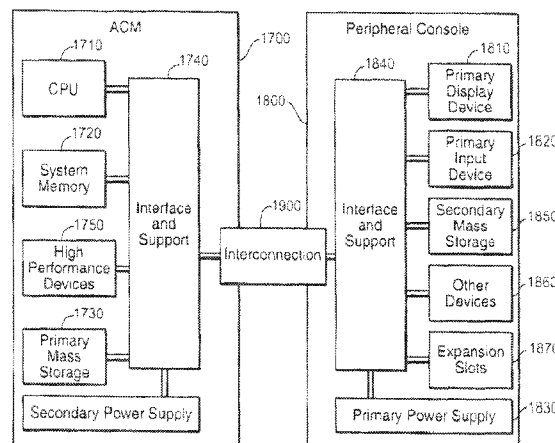 ACM
1700
1710
CPU
1740
1720
System
Memory
1750
High
Performance
Devices
1730
Primary
Mass
Storage
Interface
and
Support
Secondary Power Supply
1900
Interconnection
Peripheral Console
1800
1840
Interface
and
Support
1810
Primary
Display
Device
1820
Primary
Input
Device
1850
Secondary
Mass
Storage
1860
Other
Devices
1870
Expansion
Slots
1830
Primary Power Supply